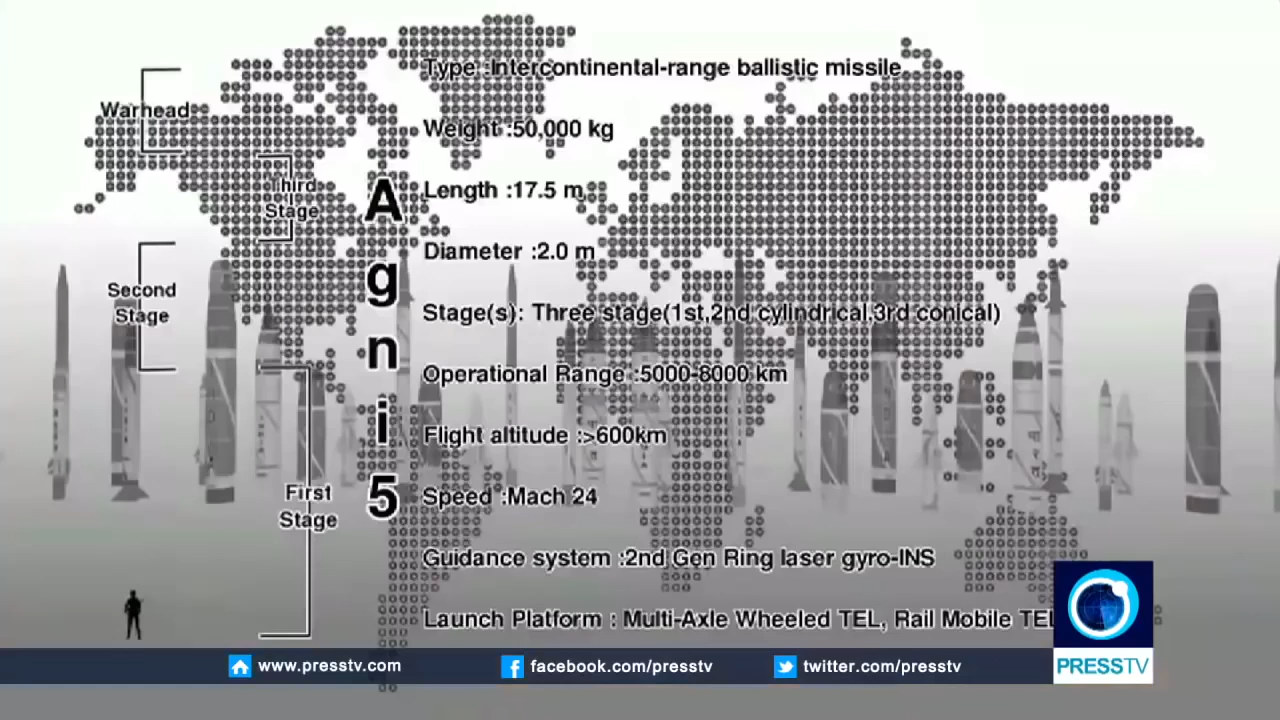 Warhead
Third
Stage
Second
Stage
First
Stage
Agni5
Type :Intercontinental-range ballistic missile
Weight :50,000 kg
Length :17.5 m
Diameter :2.0 m
Stage(s): Three stage(1st,2nd cylindrical,3rd conical)
Operational Range :5000-8000 km
Flight altitude :>600km
Speed :Mach 24
Guidance system :2nd Gen Ring laser gyro-INS
Launch Platform : Multi-Axle Wheeled TEL, Rail Mobile TEL
www.presstv.com
facebook.com/presstv
twitter.com/presstv
PRESSTV